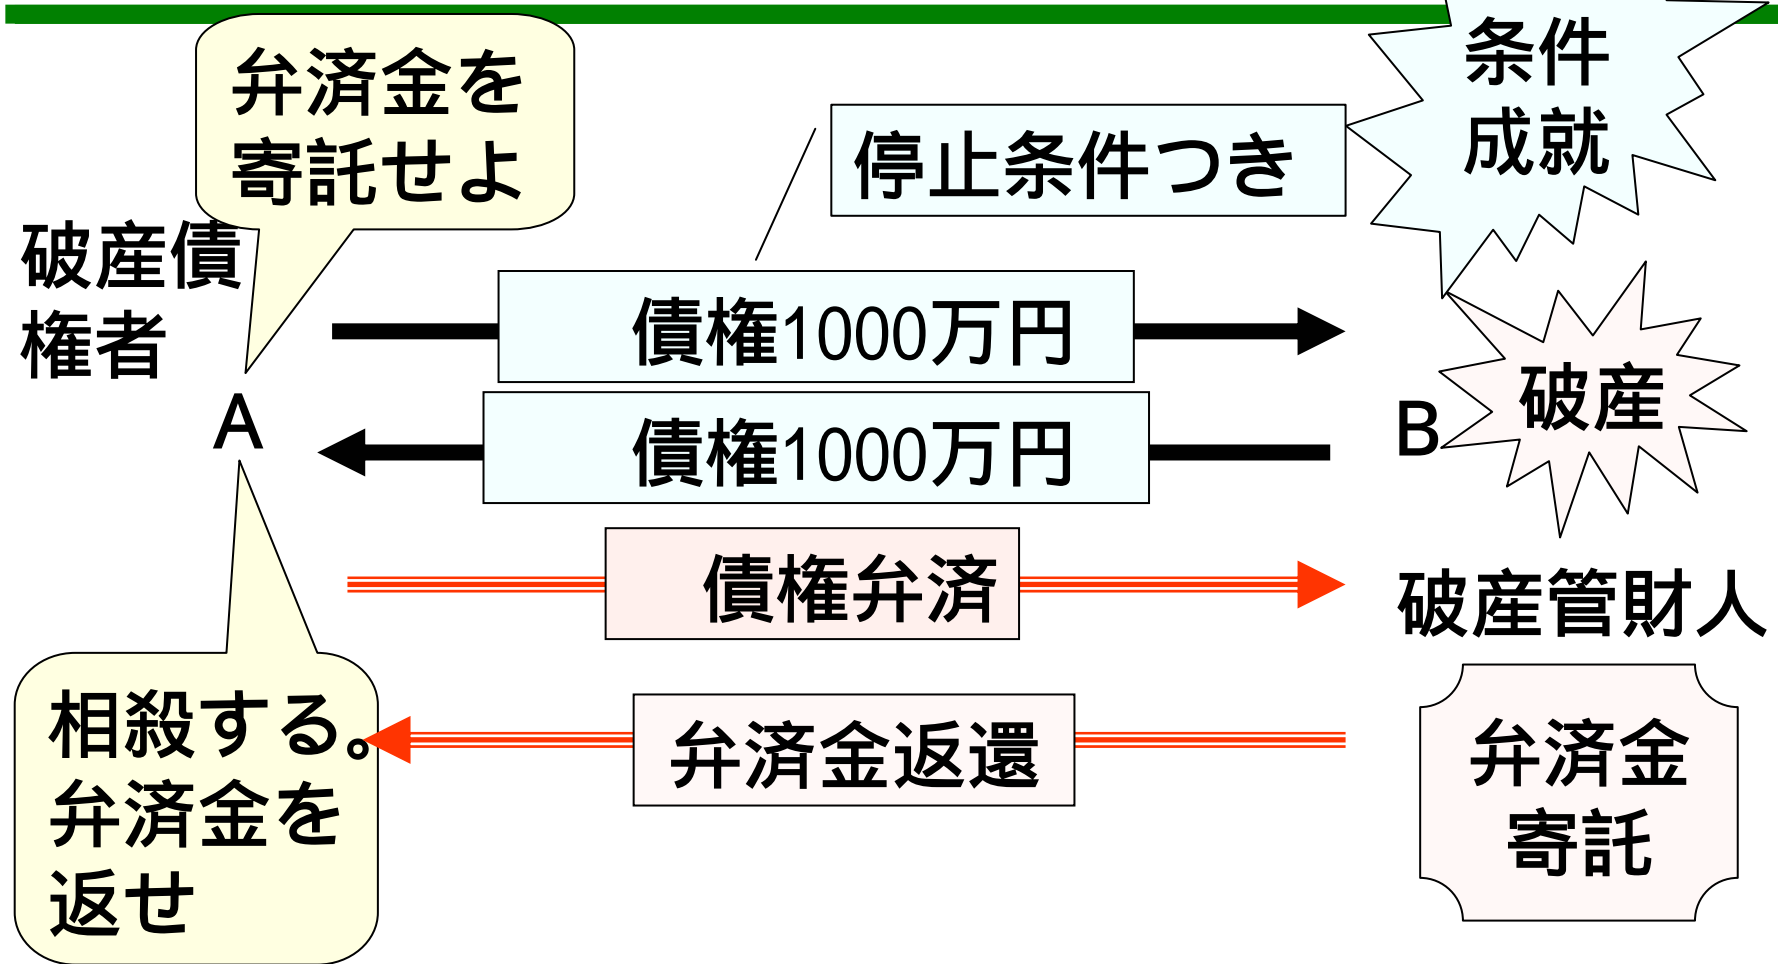 弁済金を
寄託せよ
条件
成就
停止条件つき
破産債
権者
債権1000万円
A
債権1000万円
B
破産
債権弁済
破産管財人
相殺する。
弁済金を
返せ
弁済金返還
弁済金
寄託